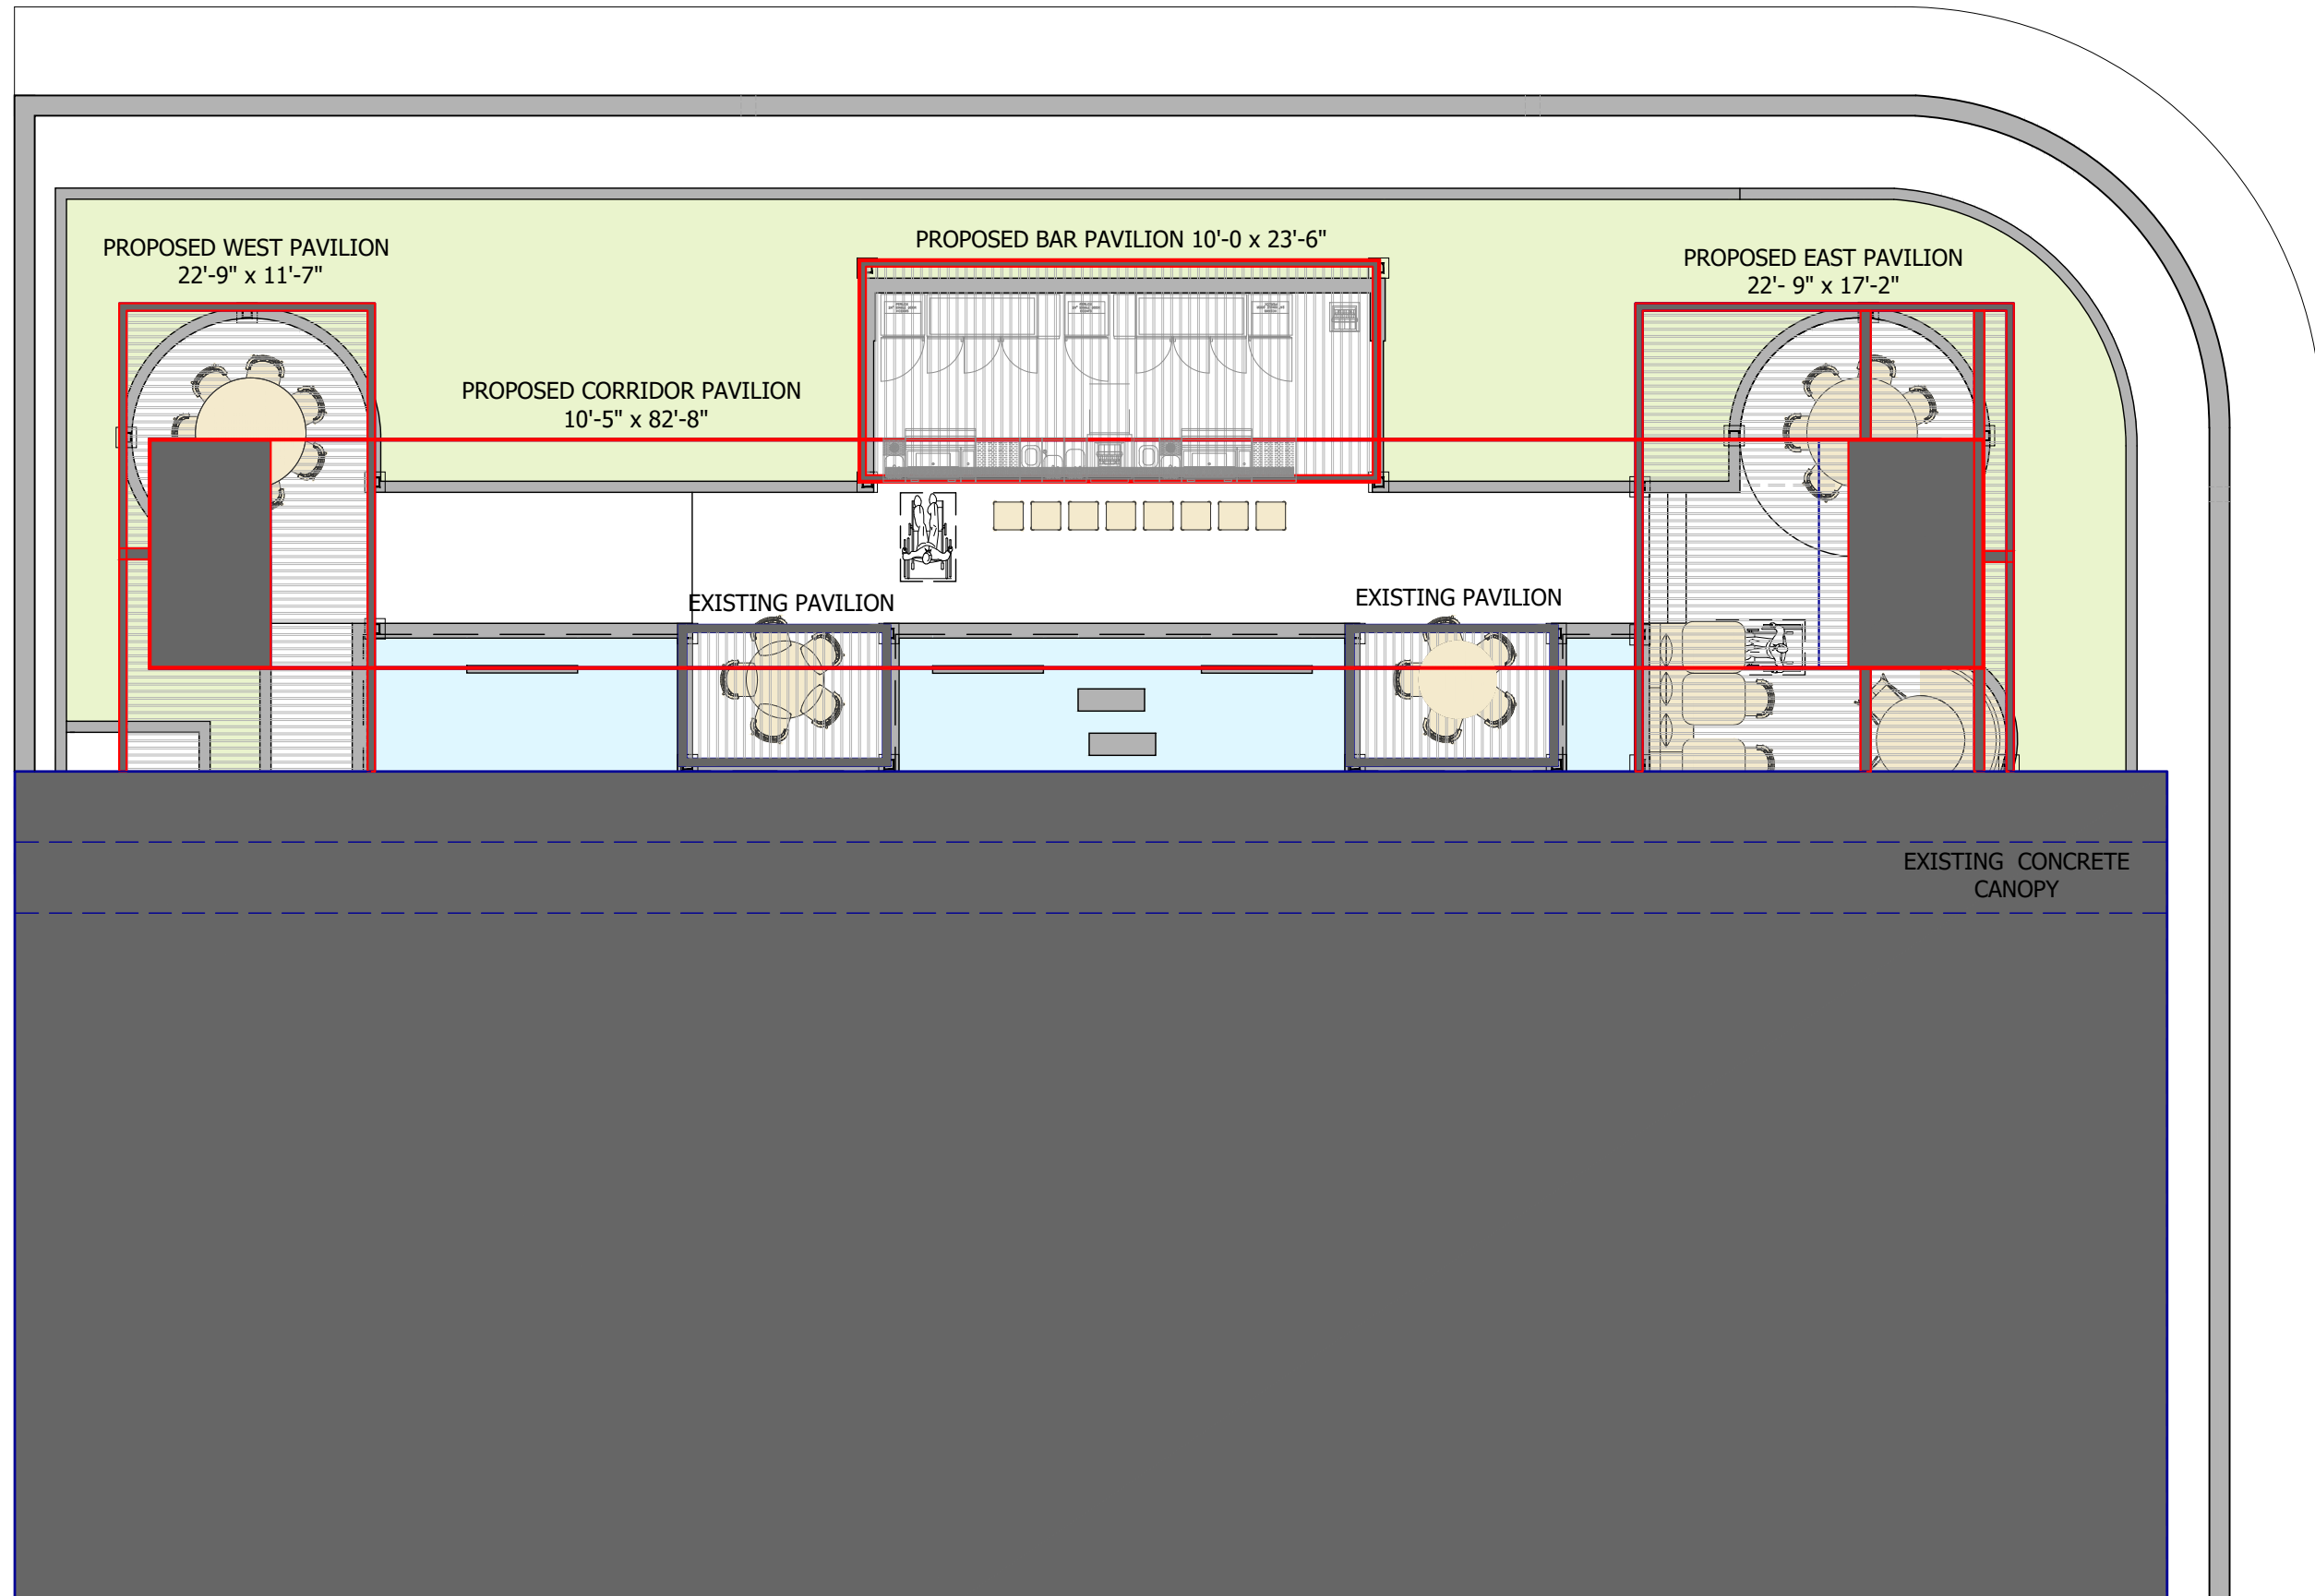 PROPOSED BAR PAVILION 10'-0 x 23'-6"
PROPOSED WEST PAVILION
22'-9" x 11'-7"
PROPOSED EAST PAVILION
22'- 9" x 17'-2"
PROPOSED CORRIDOR PAVILION
10'-5" x 82'-8"
EXISTING PAVILION
EXISTING PAVILION
EXISTING CONCRETE
CANOPY